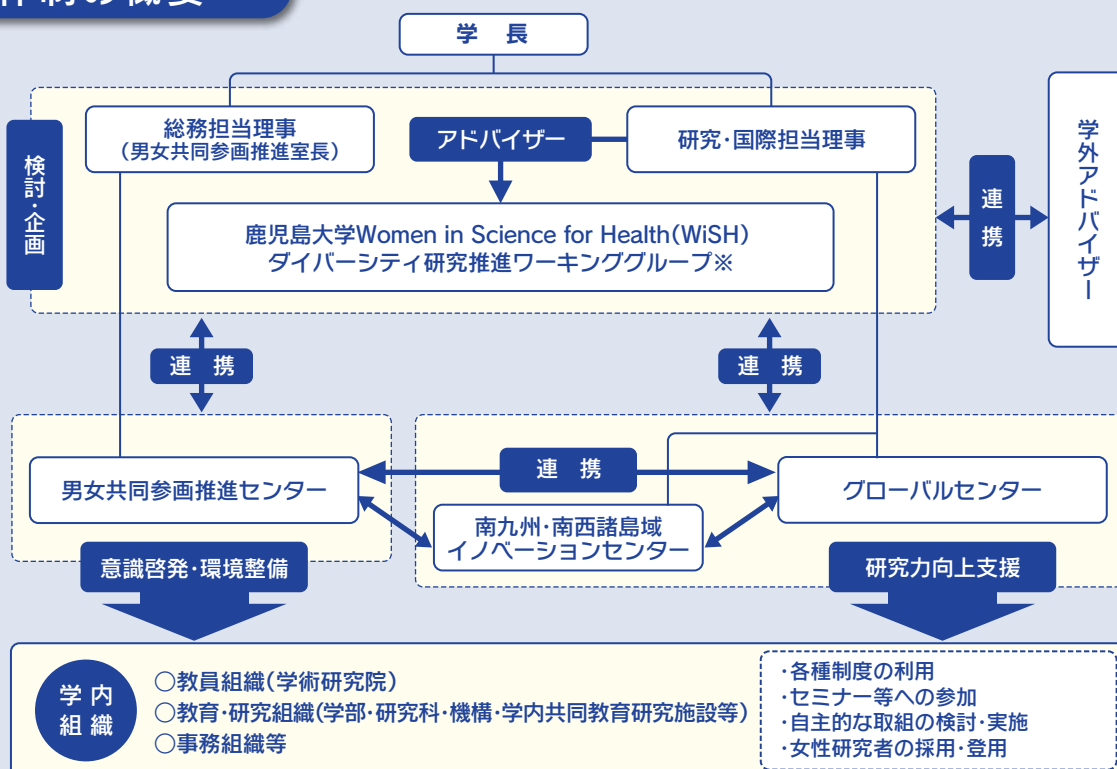 体制の概要
学 長
総務担当理事
(男女共同参画推進室長)
アドバイザー
研究・国際担当理事
検討・企画
鹿児島大学Women in Science for Health(WiSH)
ダイバーシティ研究推進ワーキンググループ※
連携
学外アドバイザー
連 携
連 携
男女共同参画推進センター
連 携
グローバルセンター
南九州・南西諸島域
イノベーションセンター
意識啓発・環境整備
研究力向上支援
学内
組織
○教員組織(学術研究院)
○教育・研究組織(学部・研究科・機構・学内共同教育研究施設等)
○事務組織等
・各種制度の利用
・セミナー等への参加
・自主的な取組の検討・実施
・女性研究者の採用・登用